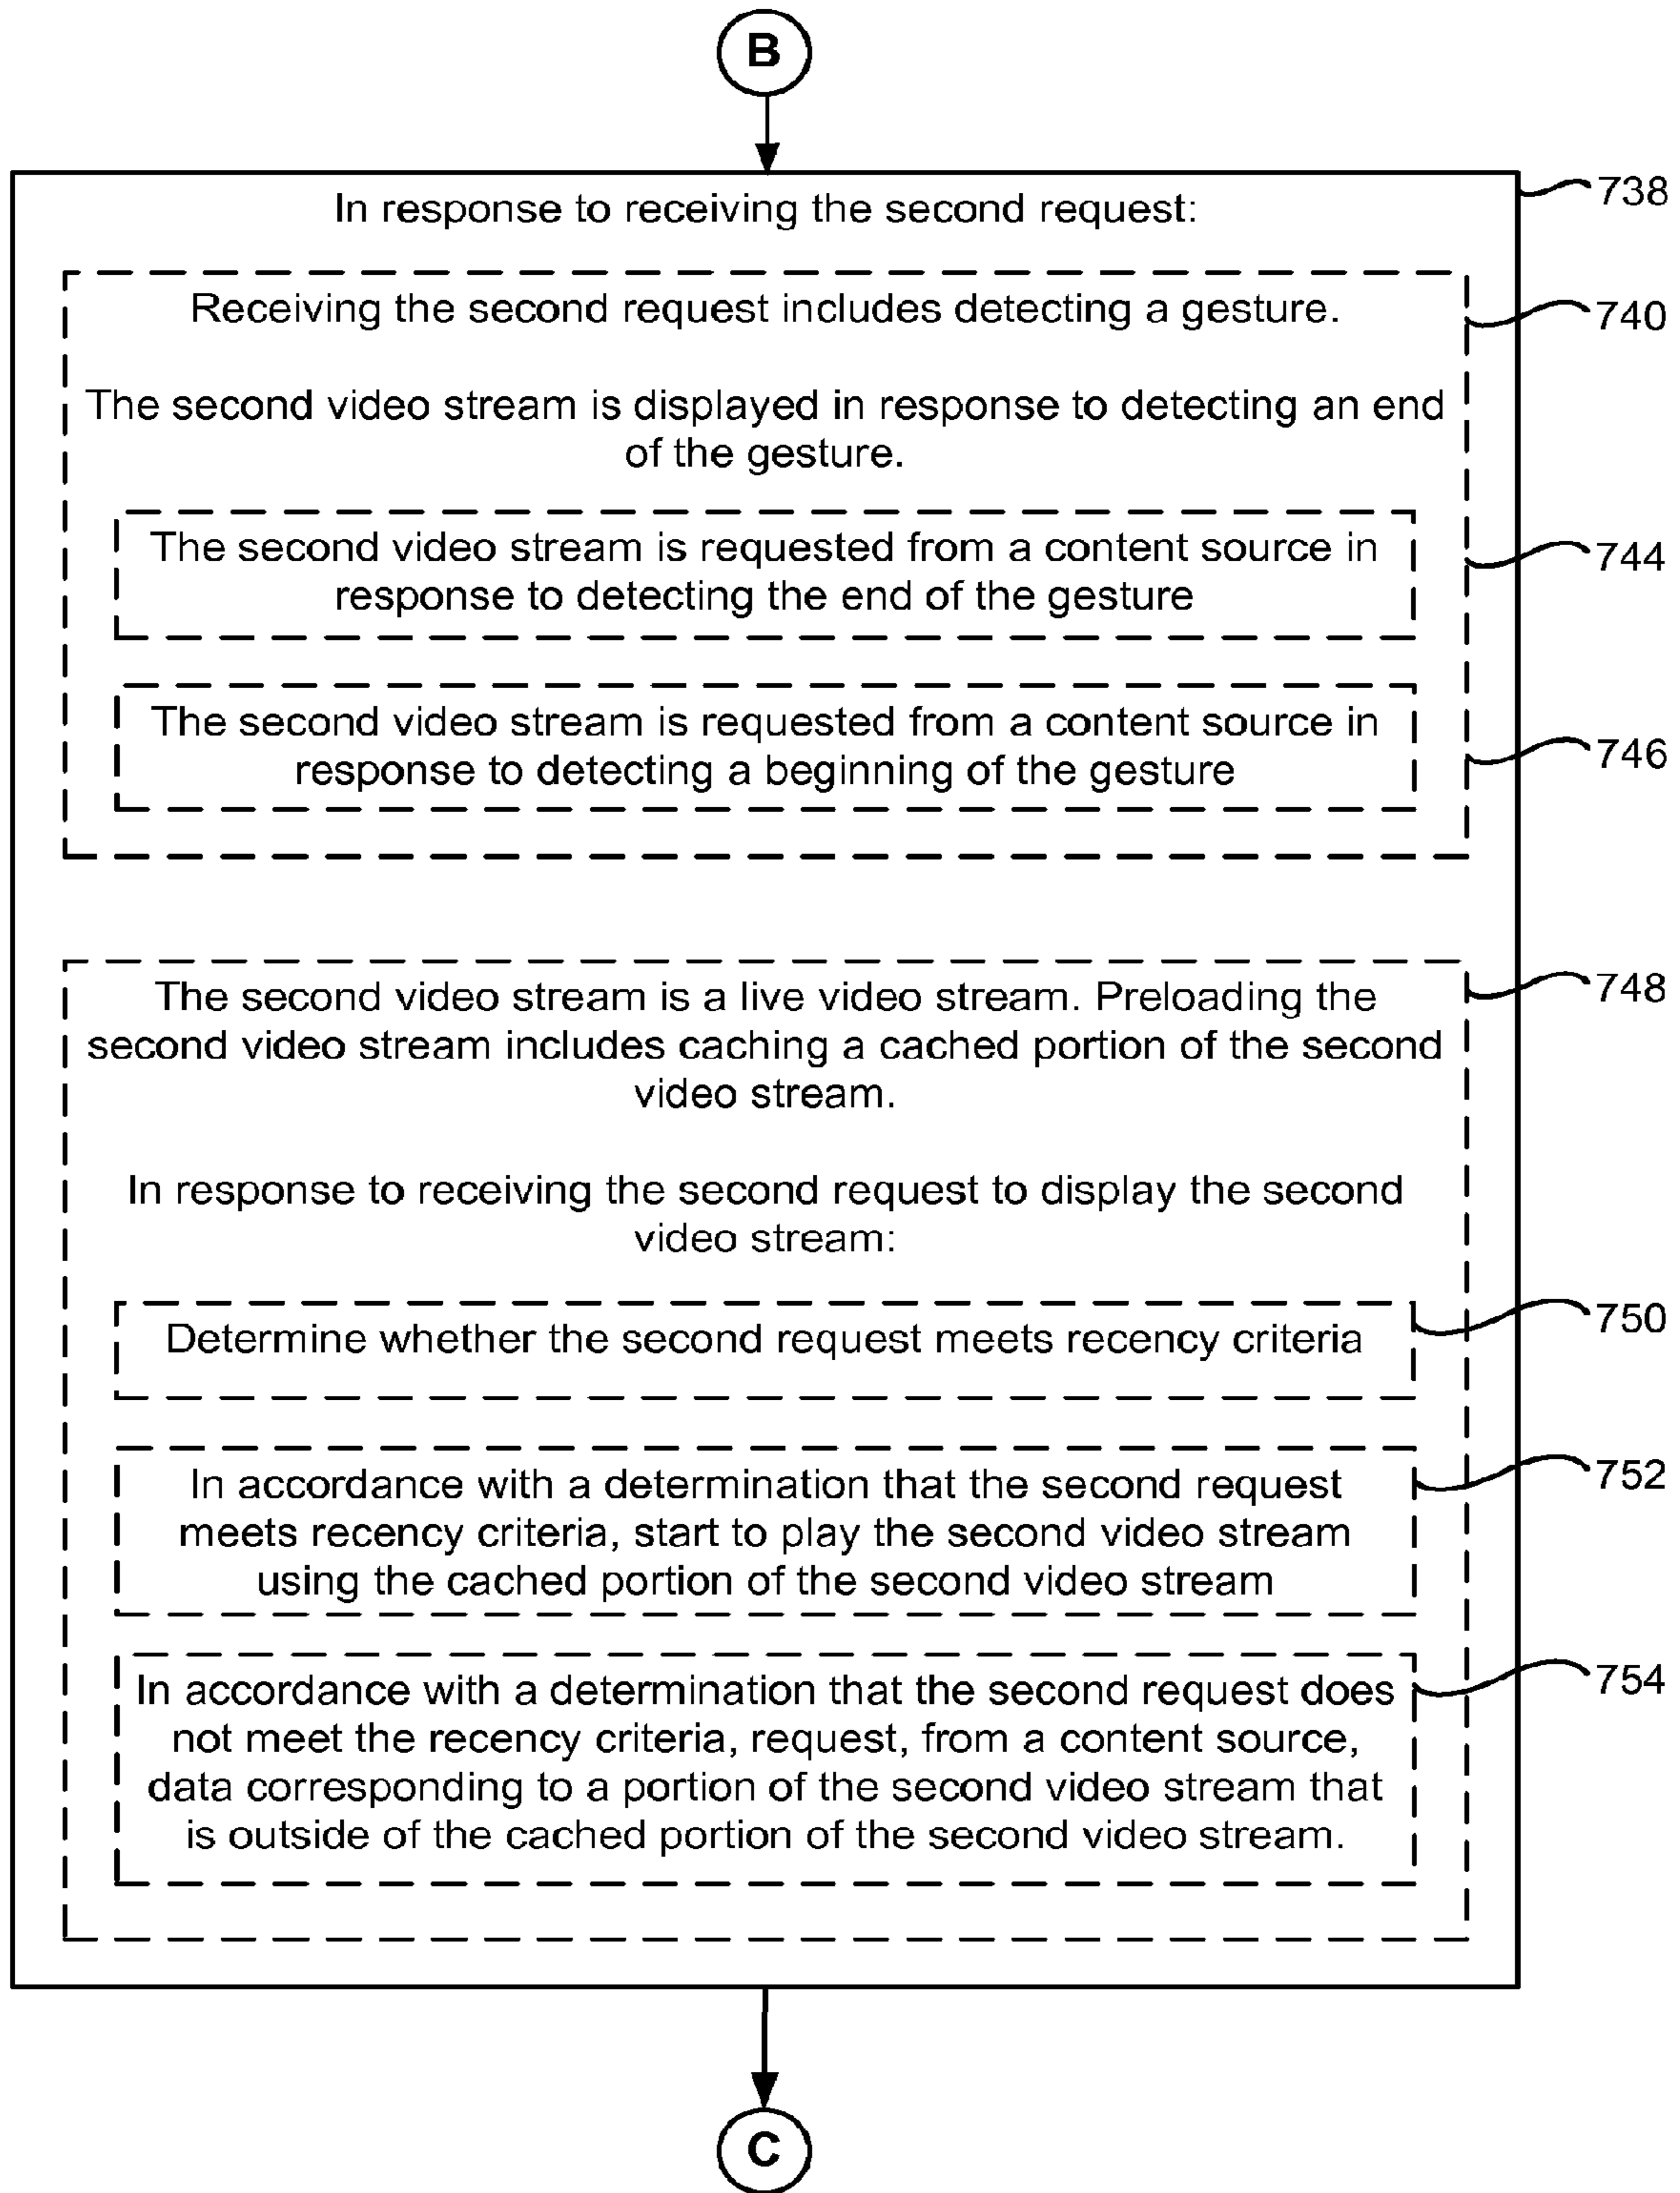 B
In response to receiving the second request:
738
Receiving the second request includes detecting a gesture.
740
The second video stream is displayed in response to detecting an end
of the gesture.
The second video stream is requested from a content source in
response to detecting the end of the gesture
744
The second video stream is requested from a content source in
response to detecting a beginning of the gesture
746
The second video stream is a live video stream. Preloading the
second video stream includes caching a cached portion of the second
video stream.
748
In response to receiving the second request to display the second
video stream:
Determine whether the second request meets recency criteria
750
In accordance with a determination that the second request
meets recency criteria, start to play the second video stream
using the cached portion of the second video stream
752
In accordance with a determination that the second request does
not meet the recency criteria, request, from a content source,
data corresponding to a portion of the second video stream that
is outside of the cached portion of the second video stream.
754
C